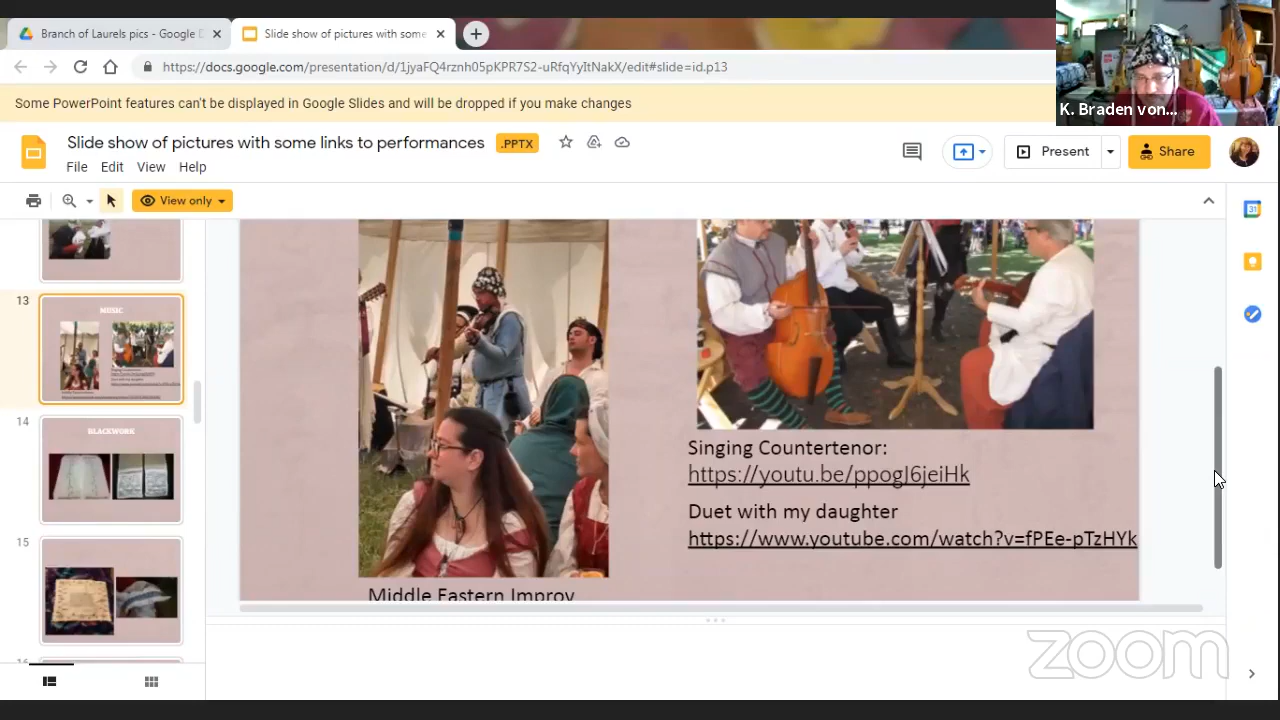 Branch of Laurels pics - Google D
Slide show of pictures with some
https://docs.google.com/presentation/d/1jyaFQ4rznh05pKPR7S2-uRfqYyItNakX/edit#slide=id.p13
Some PowerPoint features can't be displayed in Google Slides and will be dropped if you make changes
K. Braden von...
Slide show of pictures with some links to performances .PPTX
File Edit View Help
Present
Share
View only
31
13
MUSIC
14
BLACKWORK
15
Singing Countertenor:
https://youtu.be/ppogJ6jeiHk
Duet with my daughter
https://www.youtube.com/watch?v=fPEe-pTzHYk
Middle Eastern Improv
zoom